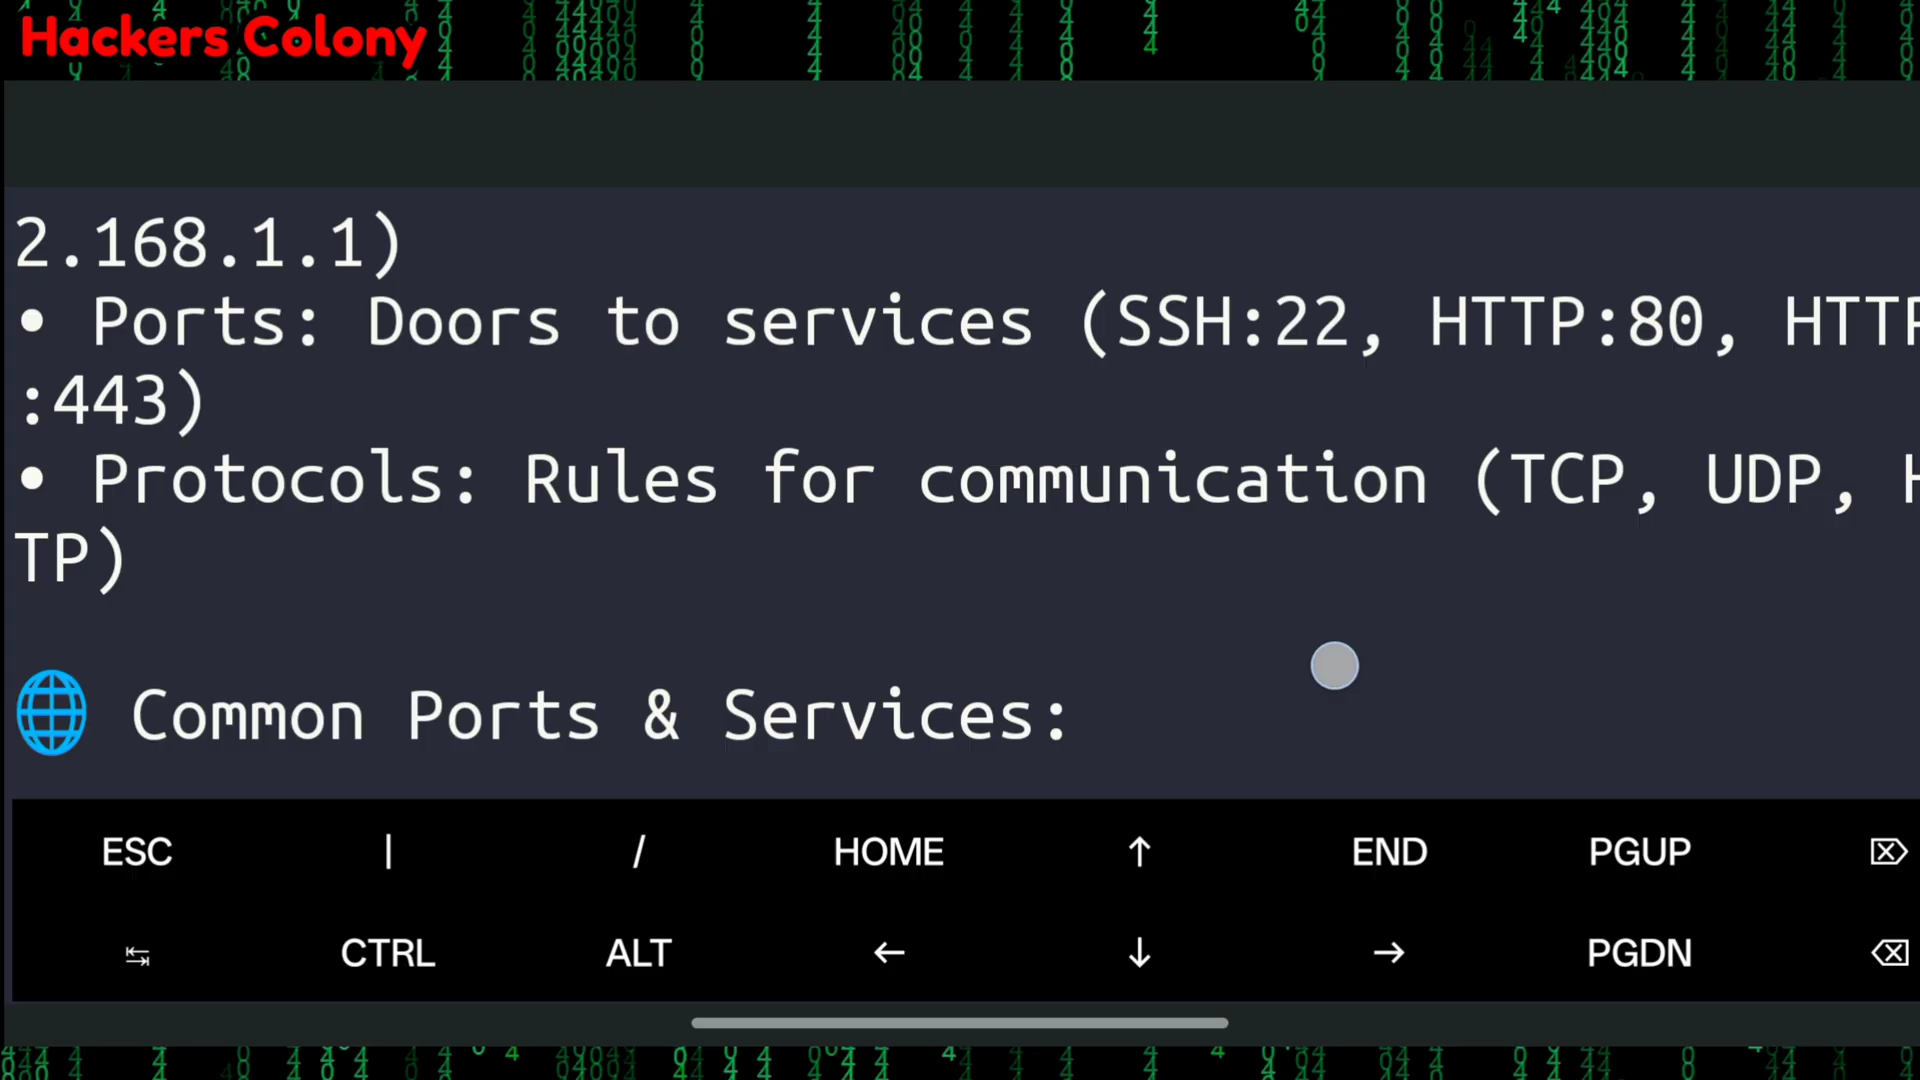 Hackers Colony
2.168.1.1)
• Ports: Doors to services (SSH:22, HTTP:80, HTTP
:443)
• Protocols: Rules for communication (TCP, UDP, H
TP)
🌐 Common Ports & Services:
ESC | / HOME ↑ END PGUP ⌦
↹ CTRL ALT ← ↓ → PGDN ⌫